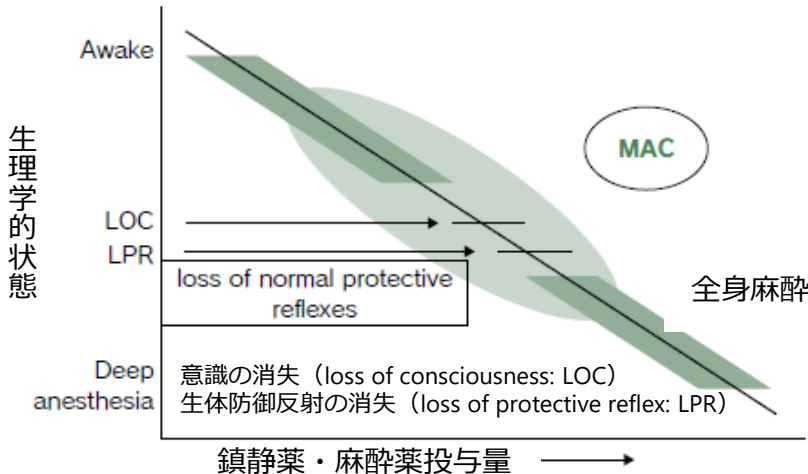 Awake
MAC
生理学的状態
LOC
LPR
loss of normal protective
reflexes
全身麻酔
Deep
anesthesia
意識の消失（loss of consciousness: LOC）
生体防御反射の消失（loss of protective reflex: LPR）
鎮静薬・麻酔薬投与量